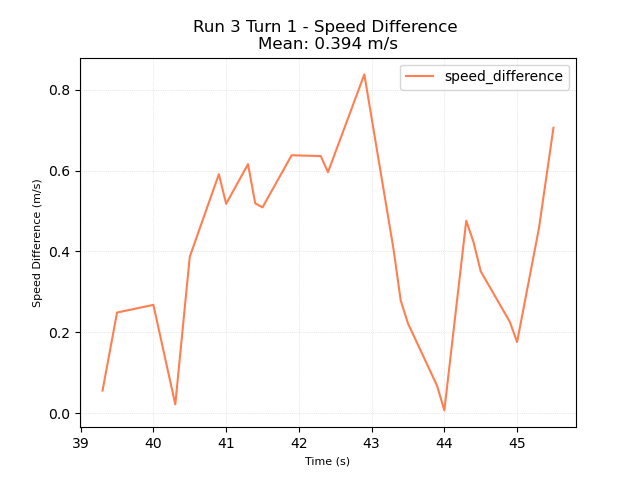 Run 3 Turn 1 - Speed Difference
Mean: 0.394 m/s
speed_difference
0.8
0.6
0.4
0.2
0.0
Speed Difference (m/s)
39 40 41 42 43 44 45
Time (s)